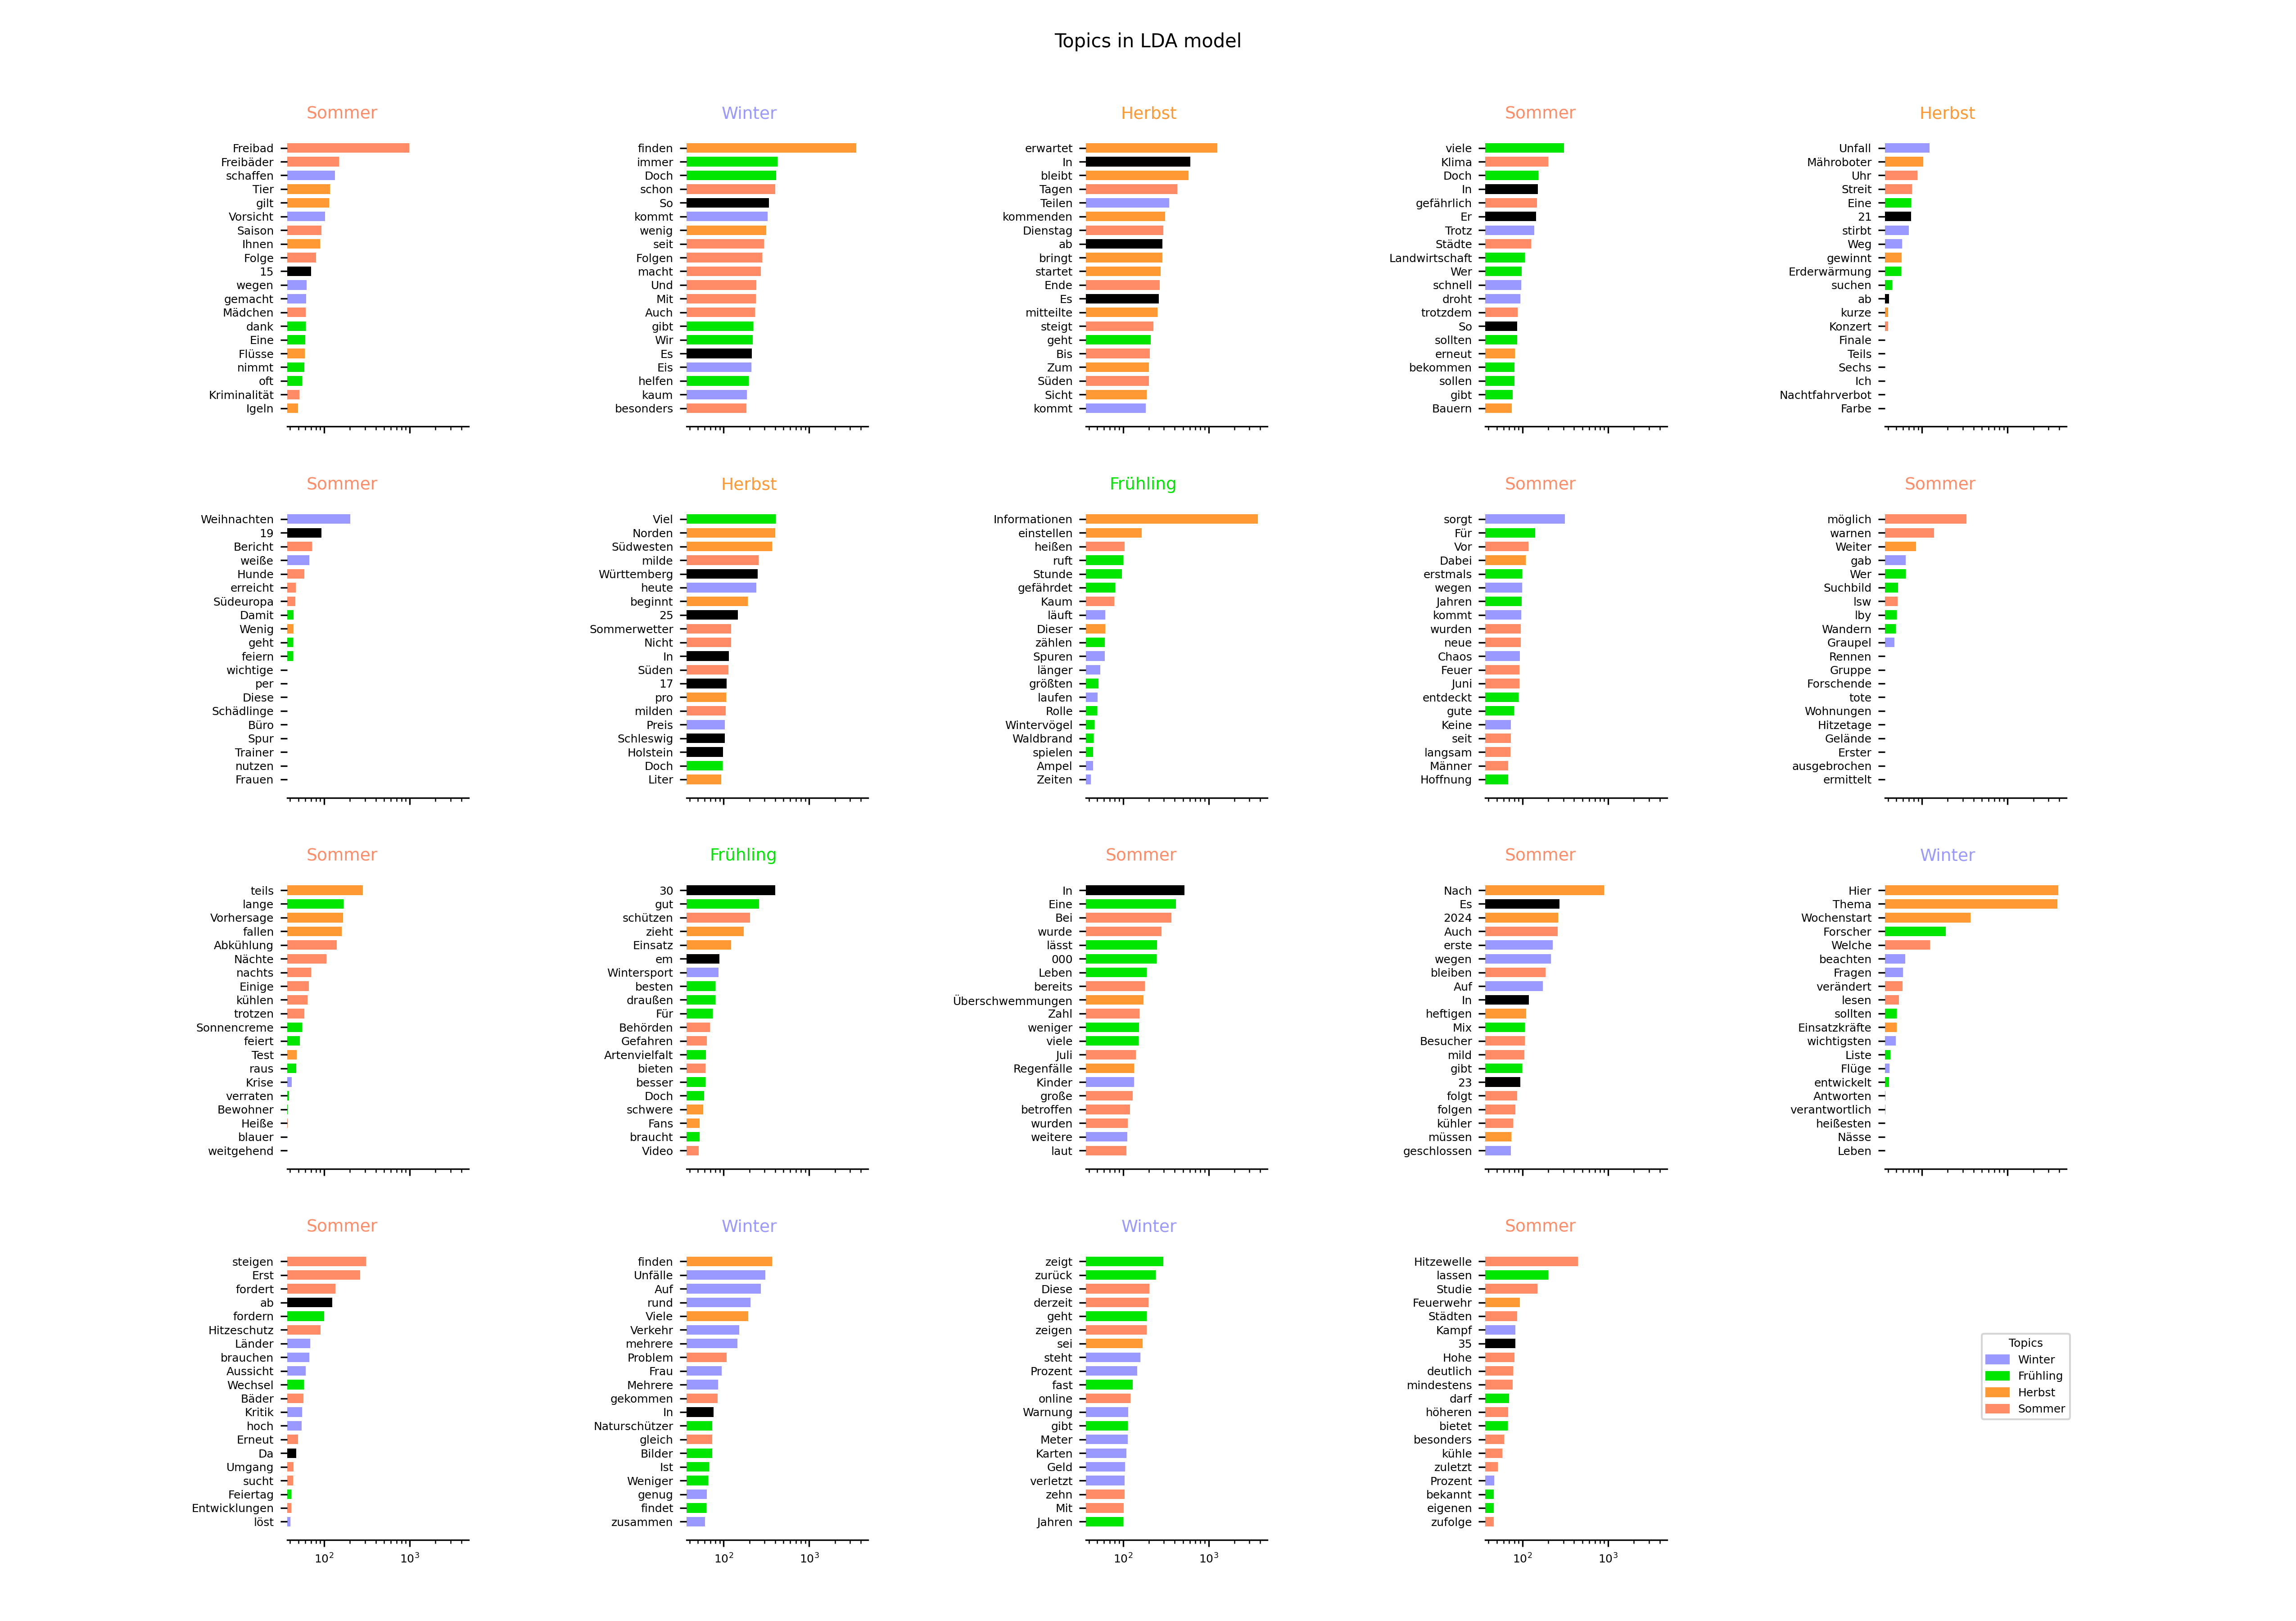 Topics in LDA model
Sommer
Freibad
Freibäder
schaffen
Tier
gilt
Vorsicht
Saison
Ihnen
Folge
15
wegen
gemacht
Mädchen
dank
Eine
Flüsse
nimmt
oft
Kriminalität
Igeln
Winter
finden
immer
Doch
schon
So
kommt
wenig
seit
Folgen
macht
Und
Mit
Auch
gibt
Wir
Es
Eis
helfen
kaum
besonders
Herbst
erwartet
In
bleibt
Tagen
Teilen
kommenden
Dienstag
ab
bringt
startet
Ende
Es
mitteilte
steigt
geht
Bis
Zum
Süden
Sicht
kommt
Sommer
viele
Klima
Doch
In
gefährlich
Er
Trotz
Städte
Landwirtschaft
Wer
schnell
droht
trotzdem
So
sollten
erneut
bekommen
sollen
gibt
Bauern
Herbst
Unfall
Mähroboter
Uhr
Streit
Eine
21
stirbt
Weg
gewinnt
Erderwärmung
suchen
ab
kurze
Konzert
Finale
Teils
Sechs
Ich
Nachtfahrverbot
Farbe
Sommer
Weihnachten
19
Bericht
weiße
Hunde
erreicht
Südeuropa
Damit
Wenig
geht
feiern
wichtige
per
Diese
Schädlinge
Büro
Spur
Trainer
nutzen
Frauen
Herbst
Viel
Norden
Südwesten
milde
Württemberg
heute
beginnt
25
Sommerwetter
Nicht
In
Süden
17
pro
milden
Preis
Schleswig
Holstein
Doch
Liter
Frühling
Informationen
einstellen
heißen
ruft
Stunde
gefährdet
Kaum
läuft
Dieser
zählen
Spuren
länger
größten
laufen
Rolle
Wintervögel
Waldbrand
spielen
Ampel
Zeiten
Sommer
sorgt
Für
Vor
Dabei
erstmals
wegen
Jahren
kommt
wurden
neue
Chaos
Feuer
Juni
entdeckt
gute
Keine
seit
langsam
Männer
Hoffnung
Sommer
möglich
warnen
Weiter
gab
Wer
Suchbild
lsw
lby
Wandern
Graupel
Rennen
Gruppe
Forschende
tote
Wohnungen
Hitzetage
Gelände
Erster
ausgebrochen
ermittelt
Sommer
teils
lange
Vorhersage
fallen
Abkühlung
Nächte
nachts
Einige
kühlen
trotzen
Sonnencreme
feiert
Test
raus
Krise
verraten
Bewohner
Heiße
blauer
weitgehend
Frühling
30
gut
schützen
zieht
Einsatz
em
Wintersport
besten
draußen
Für
Behörden
Gefahren
Artenvielfalt
bieten
besser
Doch
schwere
Fans
braucht
Video
Sommer
In
Eine
Bei
wurde
lässt
000
Leben
bereits
Überschwemmungen
Zahl
weniger
viele
Juli
Regenfälle
Kinder
große
betroffen
wurden
weitere
laut
Sommer
Nach
Es
2024
Auch
erste
wegen
bleiben
Auf
In
heftigen
Mix
Besucher
mild
gibt
23
folgt
folgen
kühler
müssen
geschlossen
Winter
Hier
Thema
Wochenstart
Forscher
Welche
beachten
Fragen
verändert
lesen
sollten
Einsatzkräfte
wichtigsten
Liste
Flüge
entwickelt
Antworten
verantwortlich
heißesten
Nässe
Leben
Sommer
steigen
Erst
fordert
ab
fordern
Hitzeschutz
Länder
brauchen
Aussicht
Wechsel
Bäder
Kritik
hoch
Erneut
Da
Umgang
sucht
Feiertag
Entwicklungen
löst
10² 10³
Winter
finden
Unfälle
Auf
rund
Viele
Verkehr
mehrere
Problem
Frau
Mehrere
gekommen
In
Naturschützer
gleich
Bilder
Ist
Weniger
genug
findet
zusammen
10² 10³
Winter
zeigt
zurück
Diese
derzeit
geht
zeigen
sei
steht
Prozent
fast
online
Warnung
gibt
Meter
Karten
Geld
verletzt
zehn
Mit
Jahren
10² 10³
Sommer
Hitzewelle
lassen
Studie
Feuerwehr
Städten
Kampf
35
Hohe
deutlich
mindestens
darf
höheren
bietet
besonders
kühle
zuletzt
Prozent
bekannt
eigenen
zufolge
10² 10³
Topics
Winter
Frühling
Herbst
Sommer